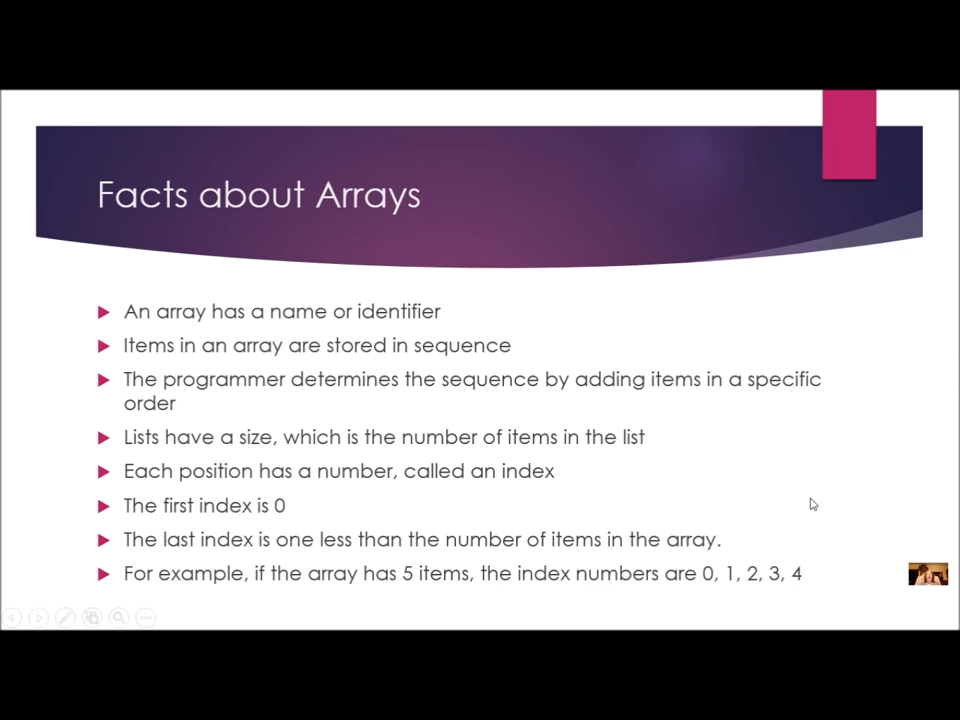 Facts about Arrays
An array has a name or identifier
Items in an array are stored in sequence
The programmer determines the sequence by adding items in a specific
order
Lists have a size, which is the number of items in the list
Each position has a number, called an index
The first index is 0
The last index is one less than the number of items in the array.
For example, if the array has 5 items, the index numbers are 0, 1, 2, 3, 4